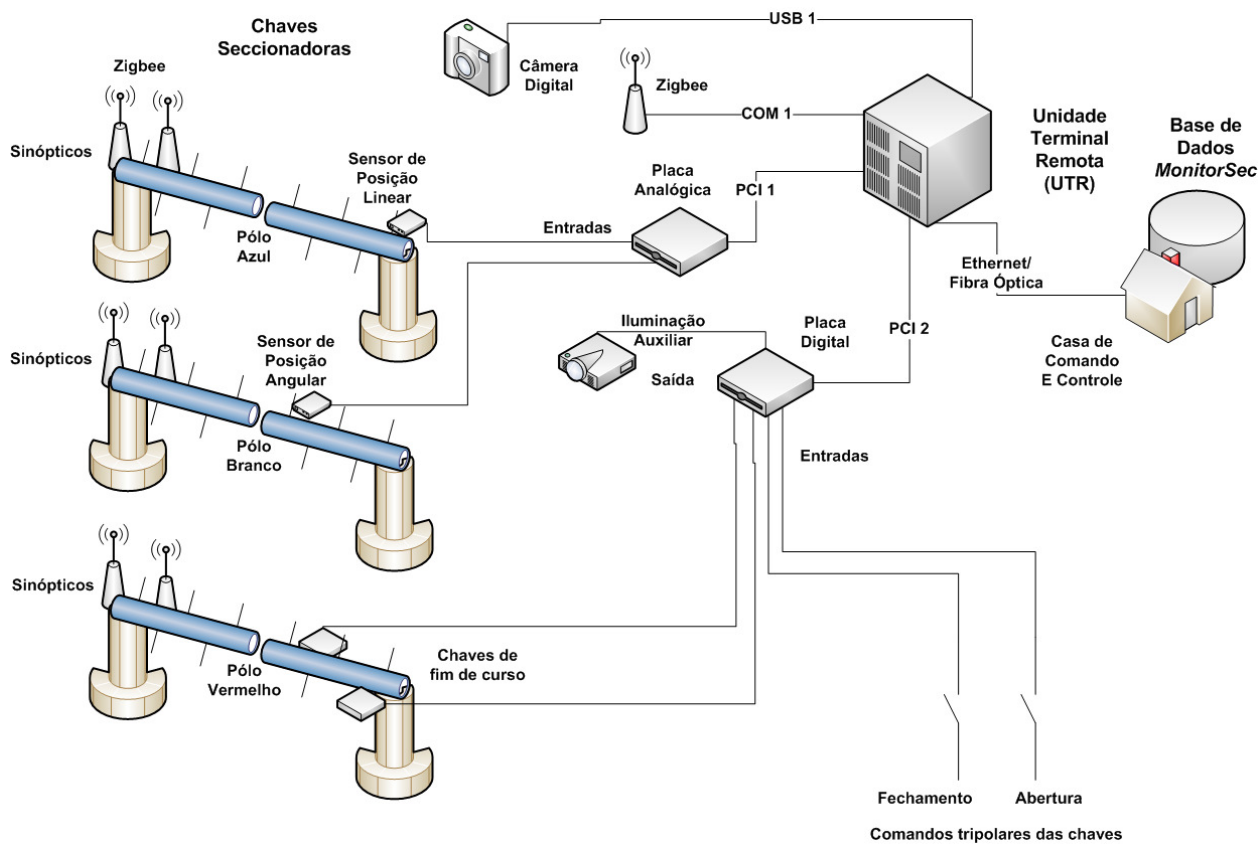 Chaves
Seccionadoras
USB 1
Câmera
Digital
Zigbee
Zigbee
COM 1
Unidade
Terminal
Remota
(UTR)
Base de
Dados
MonitorSec
Sinópticos
Sensor de
Posição
Linear
Placa
Analógica
PCI 1
Entradas
Pólo
Azul
Ethernet/
Fibra Óptica
Sinópticos
Sensor de
Posição
Angular
Iluminação
Auxiliar
Saída
Placa
Digital
PCI 2
Casa de
Comando
E Controle
Pólo
Branco
Entradas
Sinópticos
Pólo
Vermelho
Chaves de
fim de curso
Fechamento
Abertura
Comandos tripolares das chaves